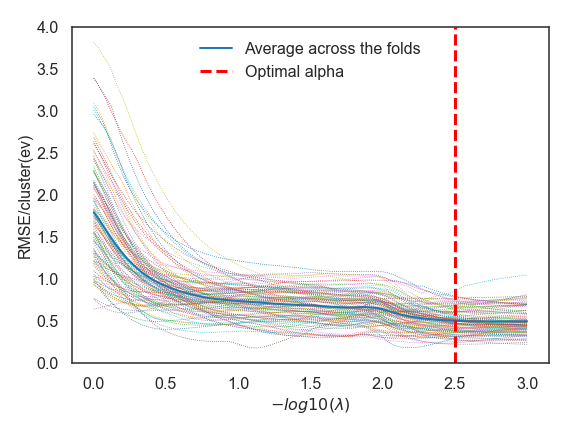 4.0
3.5
3.0
2.5
2.0
1.5
1.0
0.5
0.0
RMSE/cluster(ev)
Average across the folds
Optimal alpha
0.0 0.5 1.0 1.5 2.0 2.5 3.0
−log10(λ)